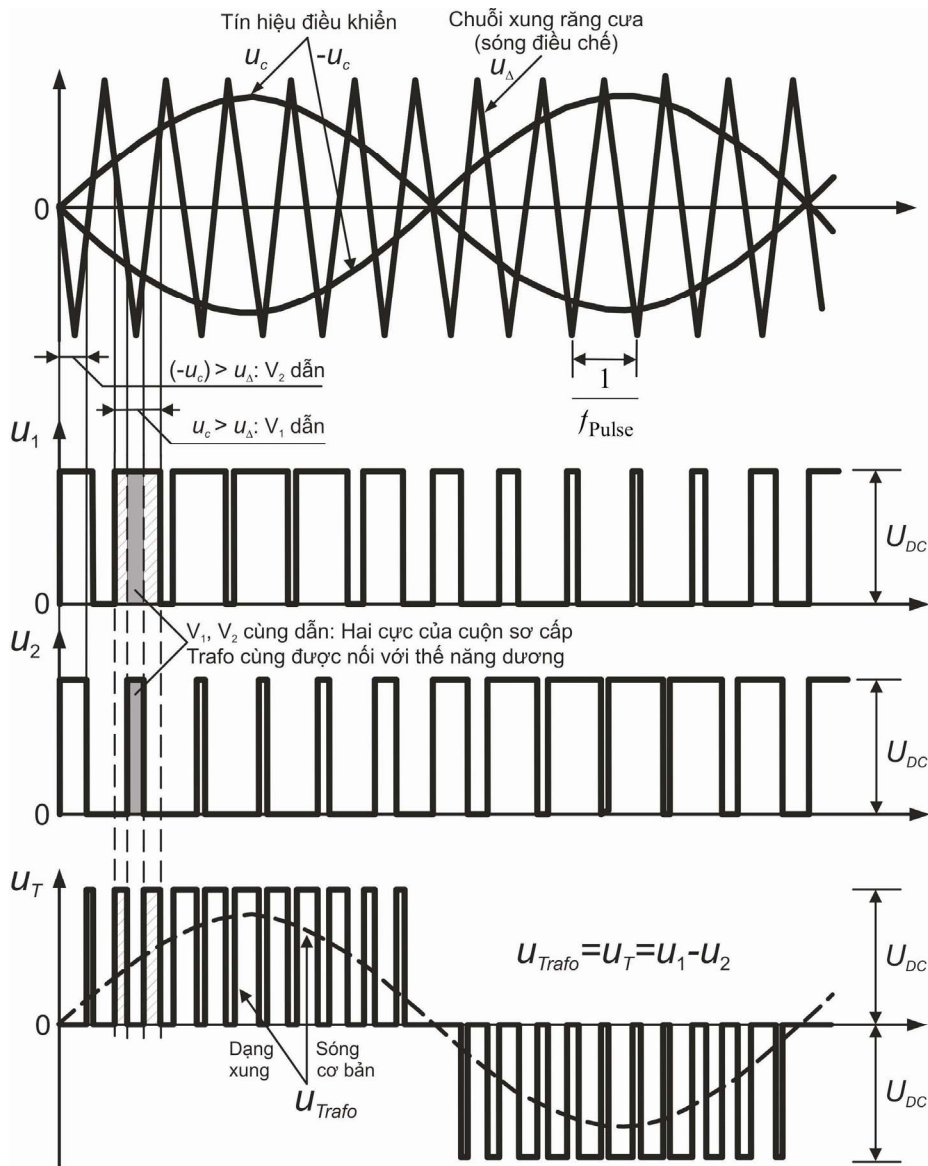 Tín hiệu điều khiển
u_c -u_c
Chuỗi xung răng cưa
(sóng điều chế)
u_Δ
0
(-u_c) > u_Δ: V_2 dẫn
u_c > u_Δ: V_1 dẫn
1
f_Pulse
u_1
U_DC
0
u_2
V_1, V_2 cùng dẫn: Hai cực của cuộn sơ cấp
Trafo cùng được nối với thế năng dương
U_DC
0
u_T
u_Trafo=u_T=u_1-u_2
U_DC
0
Dạng
xung
Sóng
cơ bản
u_Trafo
U_DC